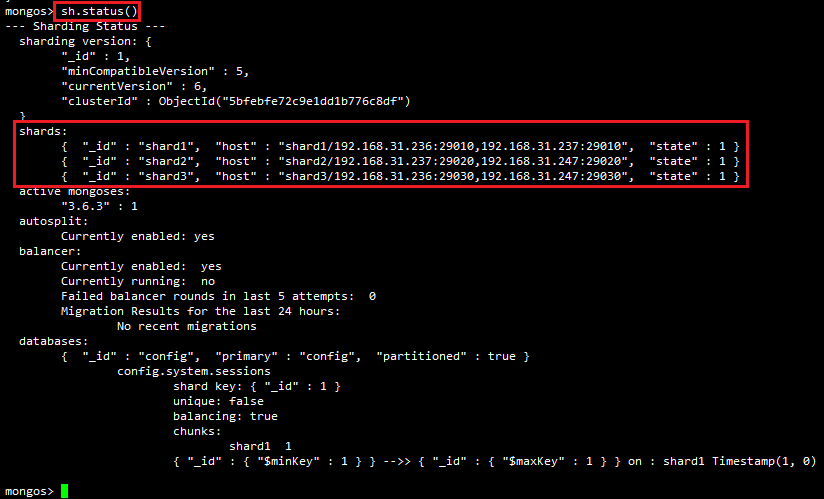 mongos> sh.status()
--- Sharding Status ---
  sharding version: {
        "_id" : 1,
        "minCompatibleVersion" : 5,
        "currentVersion" : 6,
        "clusterId" : ObjectId("5bfebfe72c9e1dd1b776c8df")
  }
  shards:
        {  "_id" : "shard1",  "host" : "shard1/192.168.31.236:29010,192.168.31.237:29010",  "state" : 1 }
        {  "_id" : "shard2",  "host" : "shard2/192.168.31.237:29020,192.168.31.247:29020",  "state" : 1 }
        {  "_id" : "shard3",  "host" : "shard3/192.168.31.236:29030,192.168.31.247:29030",  "state" : 1 }
  active mongoses:
        "3.6.3" : 1
  autosplit:
        Currently enabled: yes
  balancer:
        Currently enabled:  yes
        Currently running:  no
        Failed balancer rounds in last 5 attempts:  0
        Migration Results for the last 24 hours:
                No recent migrations
  databases:
        {  "_id" : "config",  "primary" : "config",  "partitioned" : true }
                config.system.sessions
                        shard key: { "_id" : 1 }
                        unique: false
                        balancing: true
                        chunks:
                                shard1  1
                        { "_id" : { "$minKey" : 1 } } -->> { "_id" : { "$maxKey" : 1 } } on : shard1 Timestamp(1, 0)
mongos>